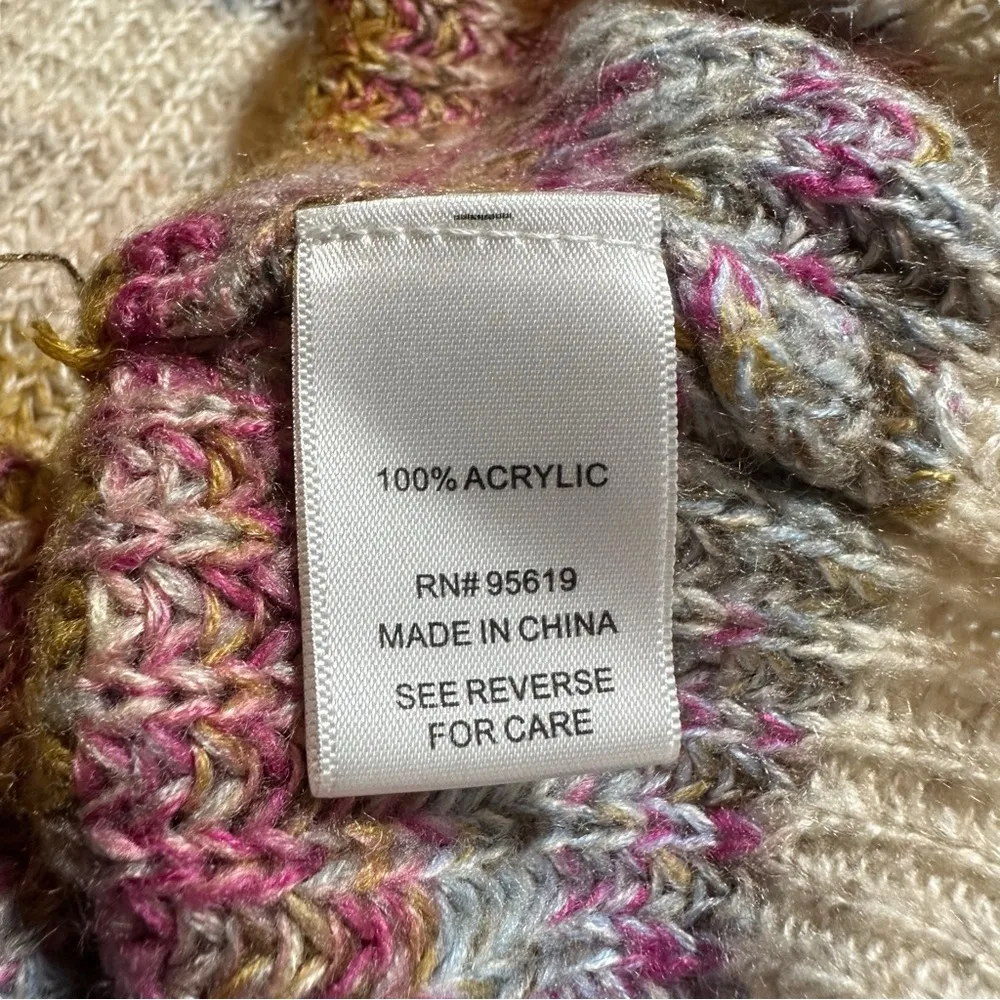 100% ACRYLIC
RN# 95619
MADE IN CHINA
SEE REVERSE
FOR CARE